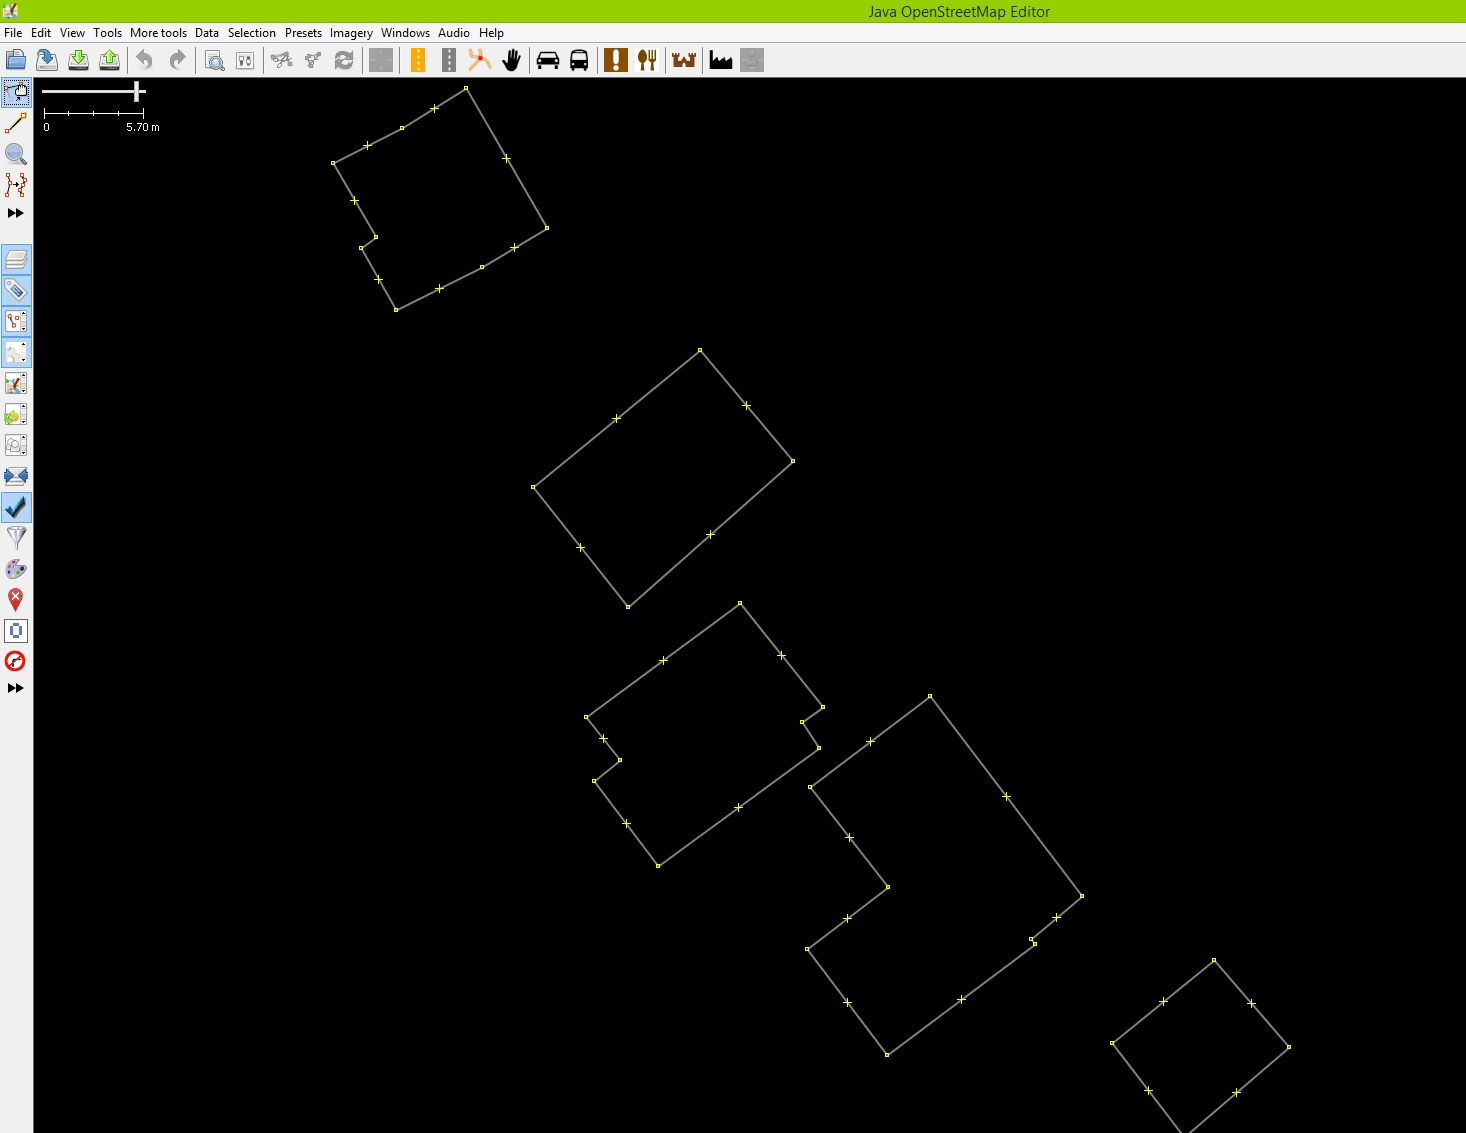 Java OpenStreetMap Editor
File Edit View Tools More tools Data Selection Presets Imagery Windows Audio Help
0 5.70 m